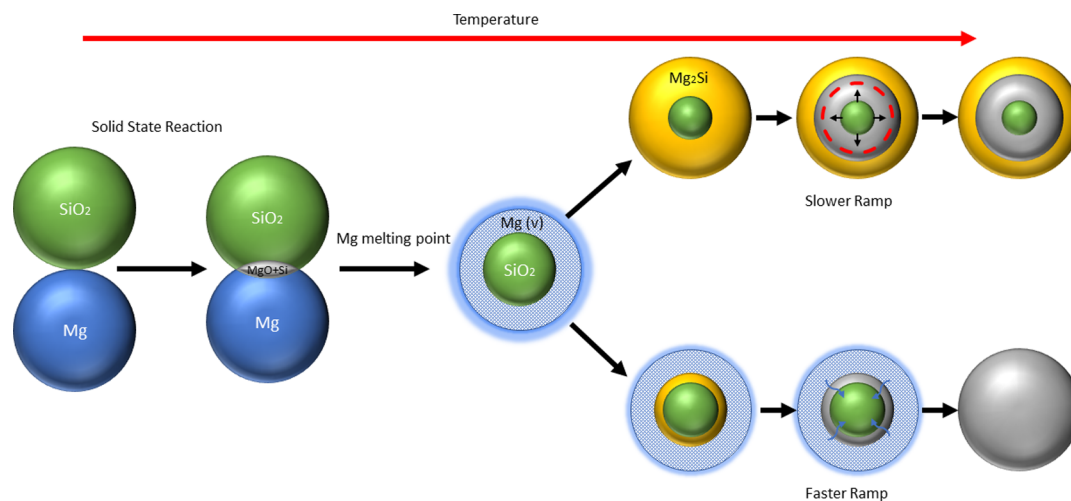 Temperature
Solid State Reaction
SiO₂
Mg
SiO₂
MgO+Si
Mg
Mg melting point
Mg (v)
SiO₂
Mg₂Si
Slower Ramp
Faster Ramp